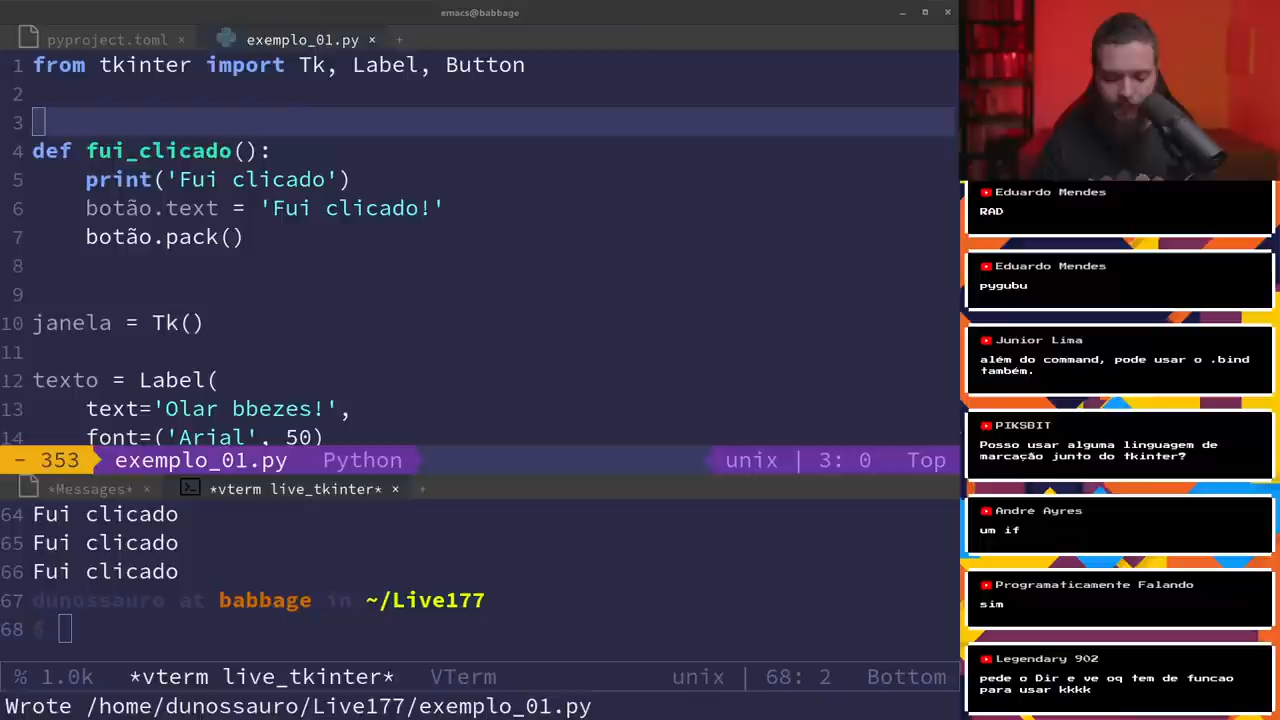 emacs@babbage
pyproject.toml × exemplo_01.py × +
1 from tkinter import Tk, Label, Button
2
3
4 def fui_clicado():
5 print('Fui clicado')
6 botão.text = 'Fui clicado!'
7 botão.pack()
8
9
10 janela = Tk()
11
12 texto = Label(
13 text='Olar bbezes!',
14 font=('Arial', 50)
- 353 exemplo_01.py Python unix | 3: 0 Top
*Messages* × *vterm live_tkinter* × +
64 Fui clicado
65 Fui clicado
66 Fui clicado
67 dunossauro at babbage in ~/Live177
68 $
% 1.0k *vterm live_tkinter* VTerm unix | 68: 2 Bottom
Wrote /home/dunossauro/Live177/exemplo_01.py
Eduardo Mendes
RAD
Eduardo Mendes
pygubu
Junior Lima
além do command, pode usar o .bind
também.
PIKSBIT
Posso usar alguma linguagem de
marcação junto do tkinter?
André Ayres
um if
Programaticamente Falando
sim
Legendary 902
pede o Dir e ve oq tem de funcao
para usar kkkk